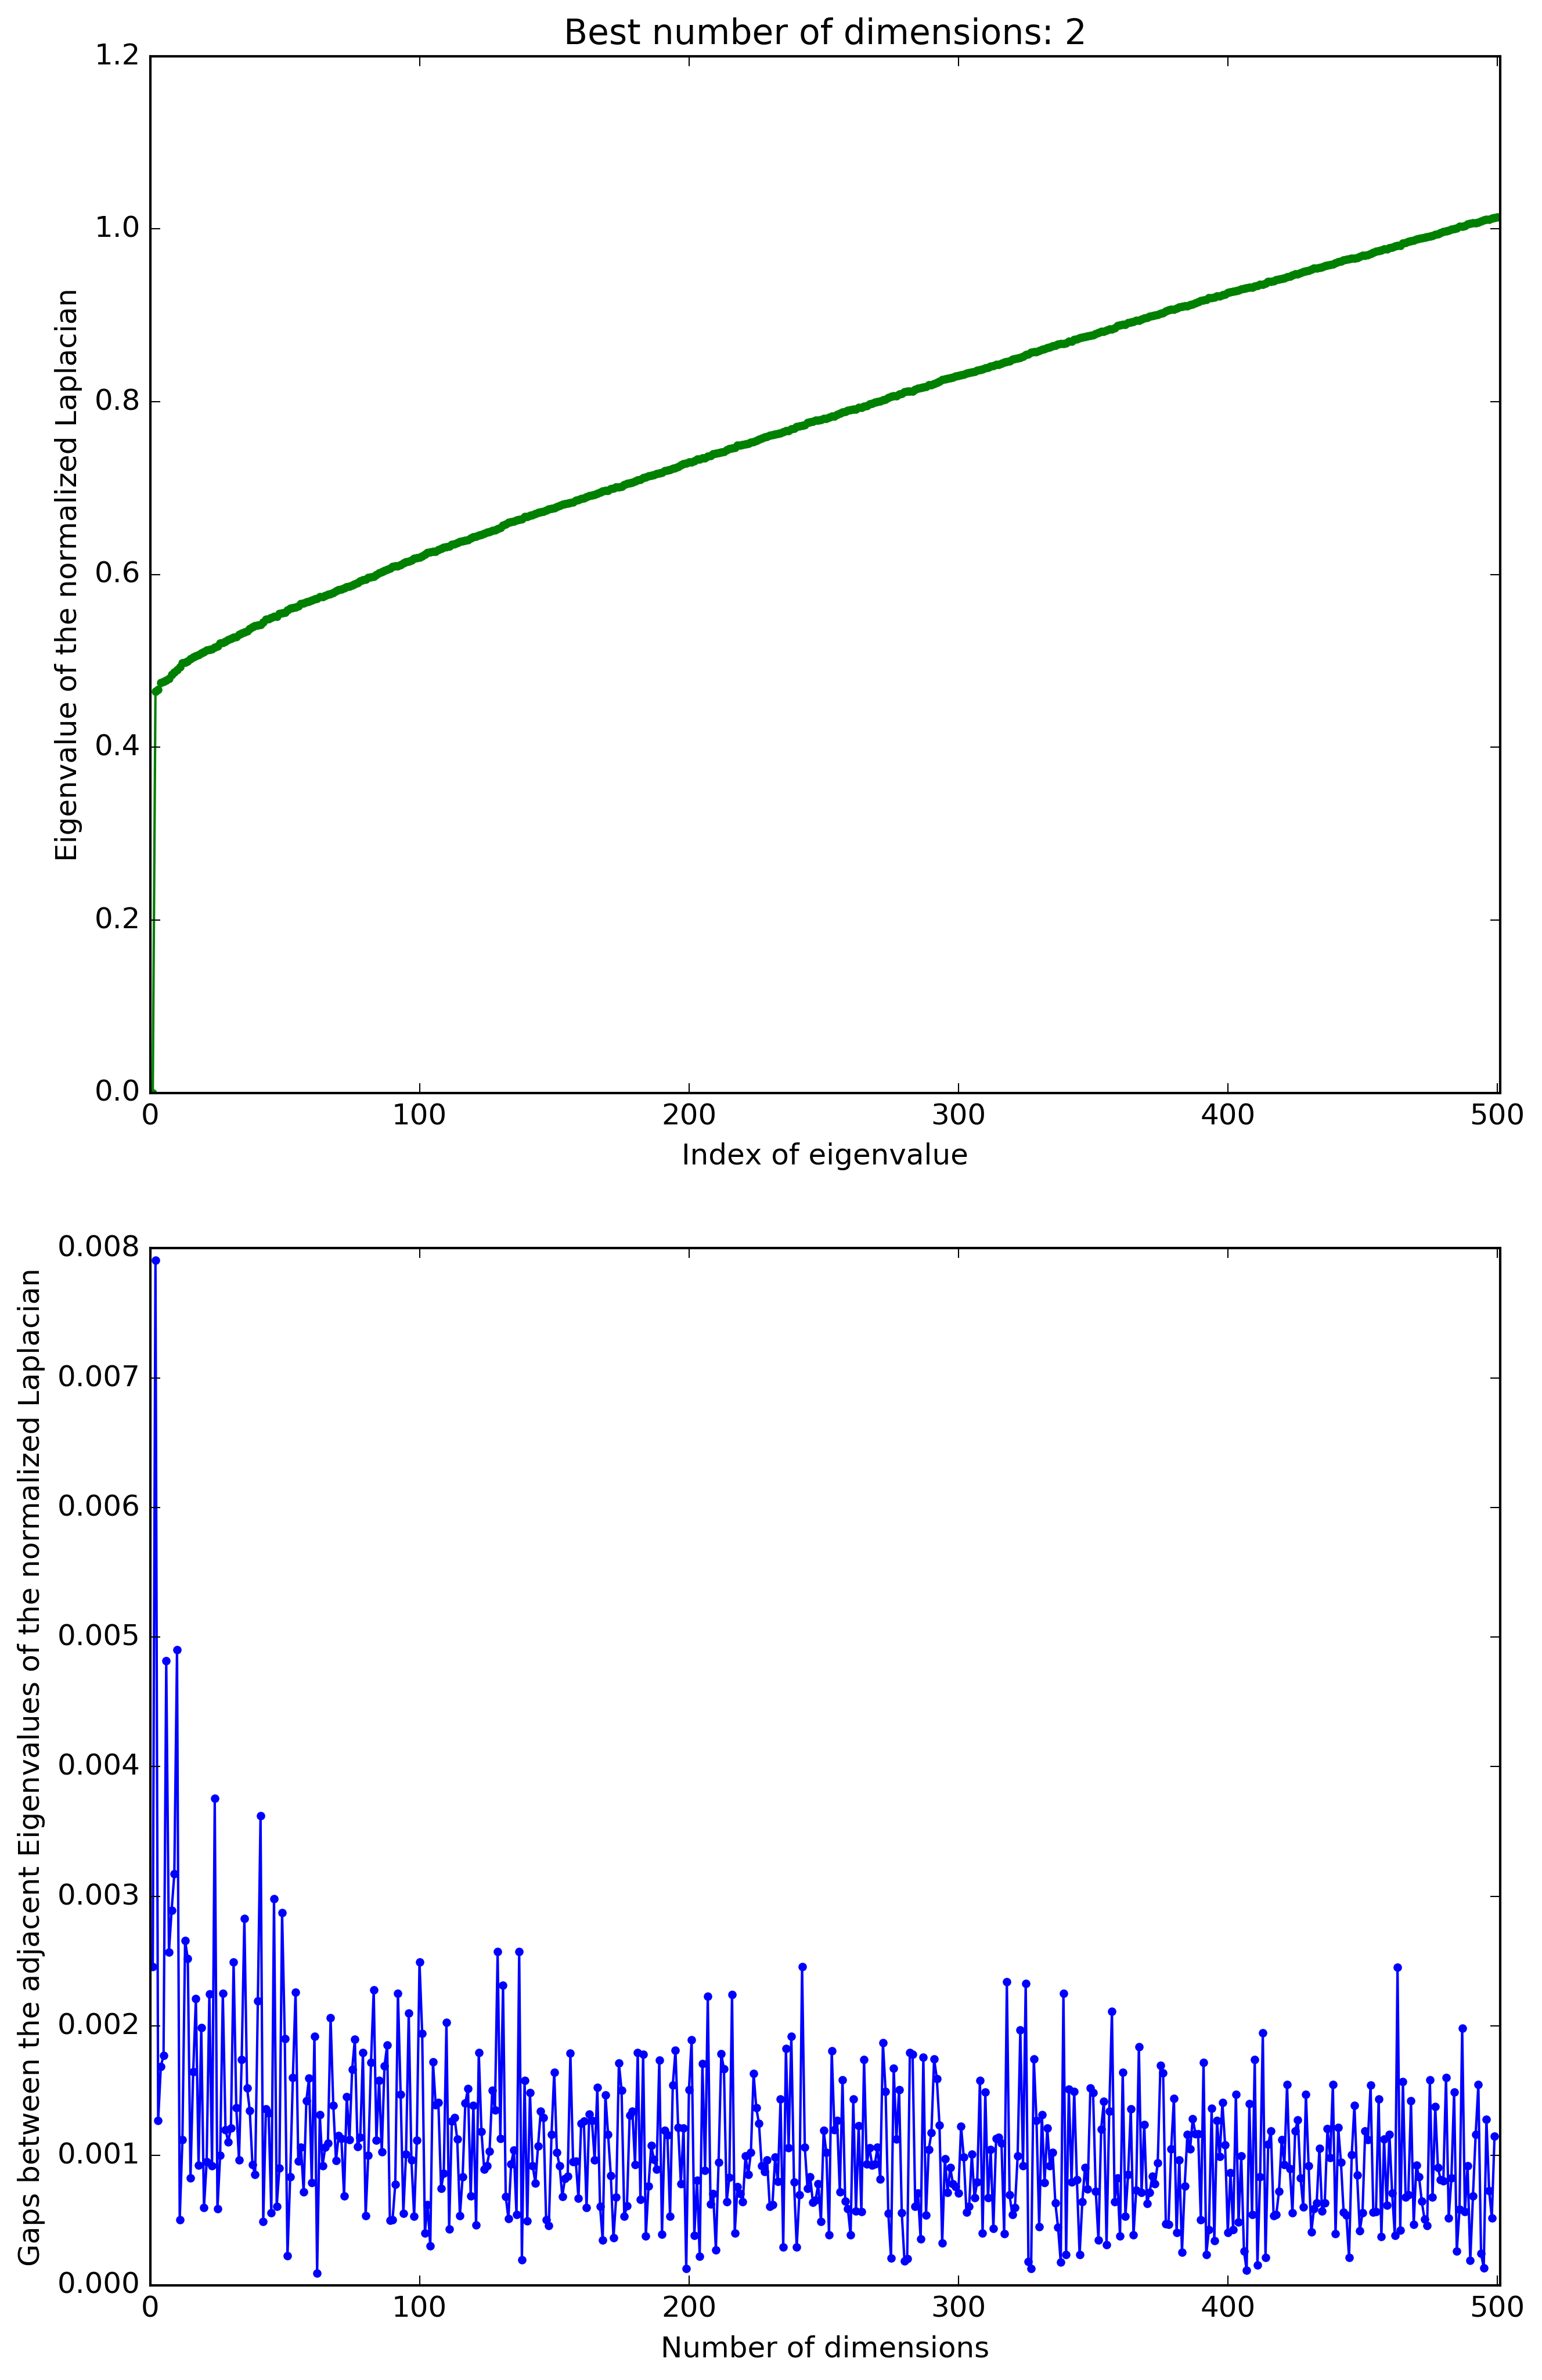 Best number of dimensions: 2
1.2
1.0
0.8
0.6
0.4
0.2
0.0
Eigenvalue of the normalized Laplacian
0 100 200 300 400 500
Index of eigenvalue
0.008
0.007
0.006
0.005
0.004
0.003
0.002
0.001
0.000
Gaps between the adjacent Eigenvalues of the normalized Laplacian
0 100 200 300 400 500
Number of dimensions